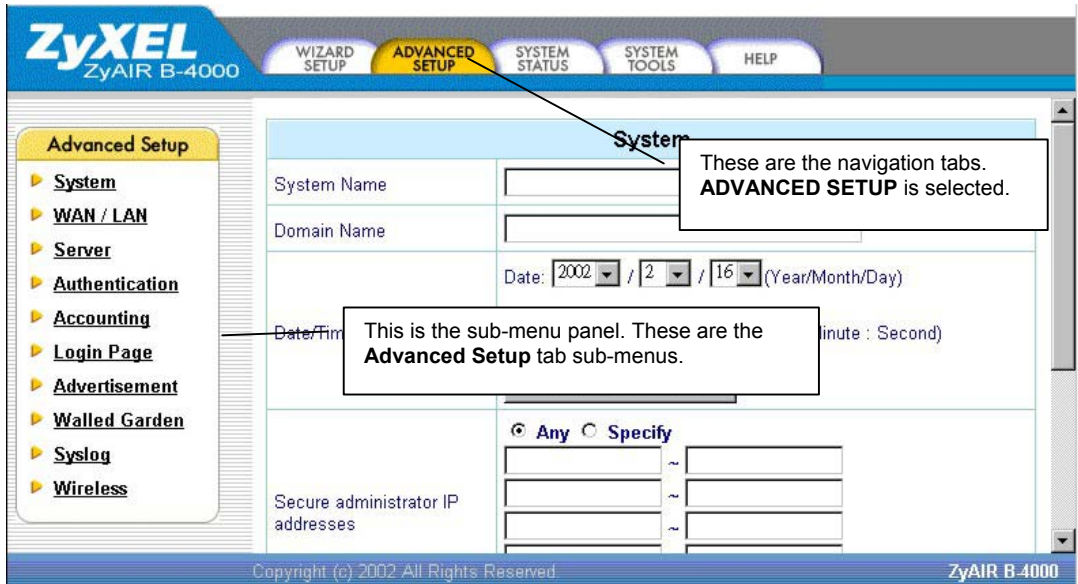 ZyXEL
ZyAIR B-4000
WIZARD SETUP
ADVANCED SETUP
SYSTEM STATUS
SYSTEM TOOLS
HELP
Advanced Setup
System
WAN / LAN
Server
Authentication
Accounting
Login Page
Advertisement
Walled Garden
Syslog
Wireless
System
These are the navigation tabs.
ADVANCED SETUP is selected.
System Name
Domain Name
Date: 2002 / 2 / 16 (Year/Month/Day)
Date/Tim
This is the sub-menu panel. These are the
Advanced Setup tab sub-menus.
inute : Second)
Any Specify
~
~
Secure administrator IP
addresses
~
Copyright (c) 2002 All Rights Reserved
ZyAIR B-4000